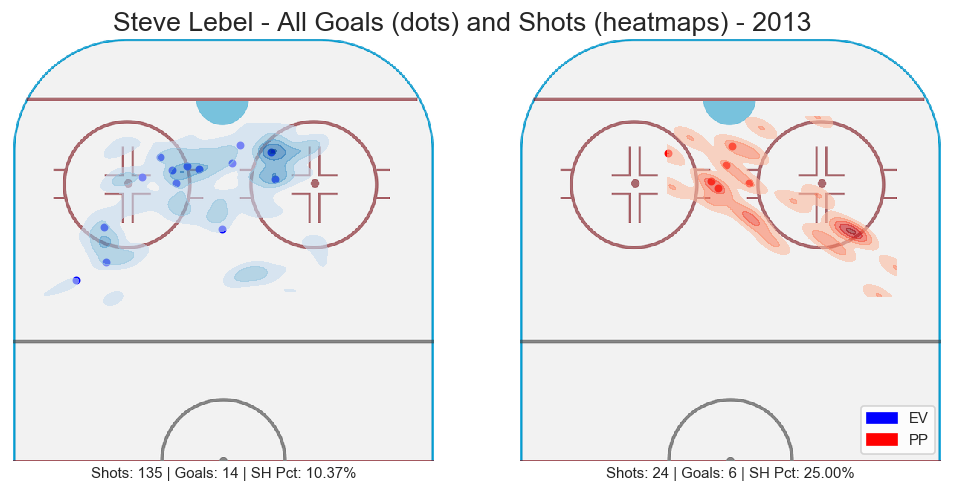 Steve Lebel - All Goals (dots) and Shots (heatmaps) - 2013
EV
PP
Shots: 135 | Goals: 14 | SH Pct: 10.37%
Shots: 24 | Goals: 6 | SH Pct: 25.00%